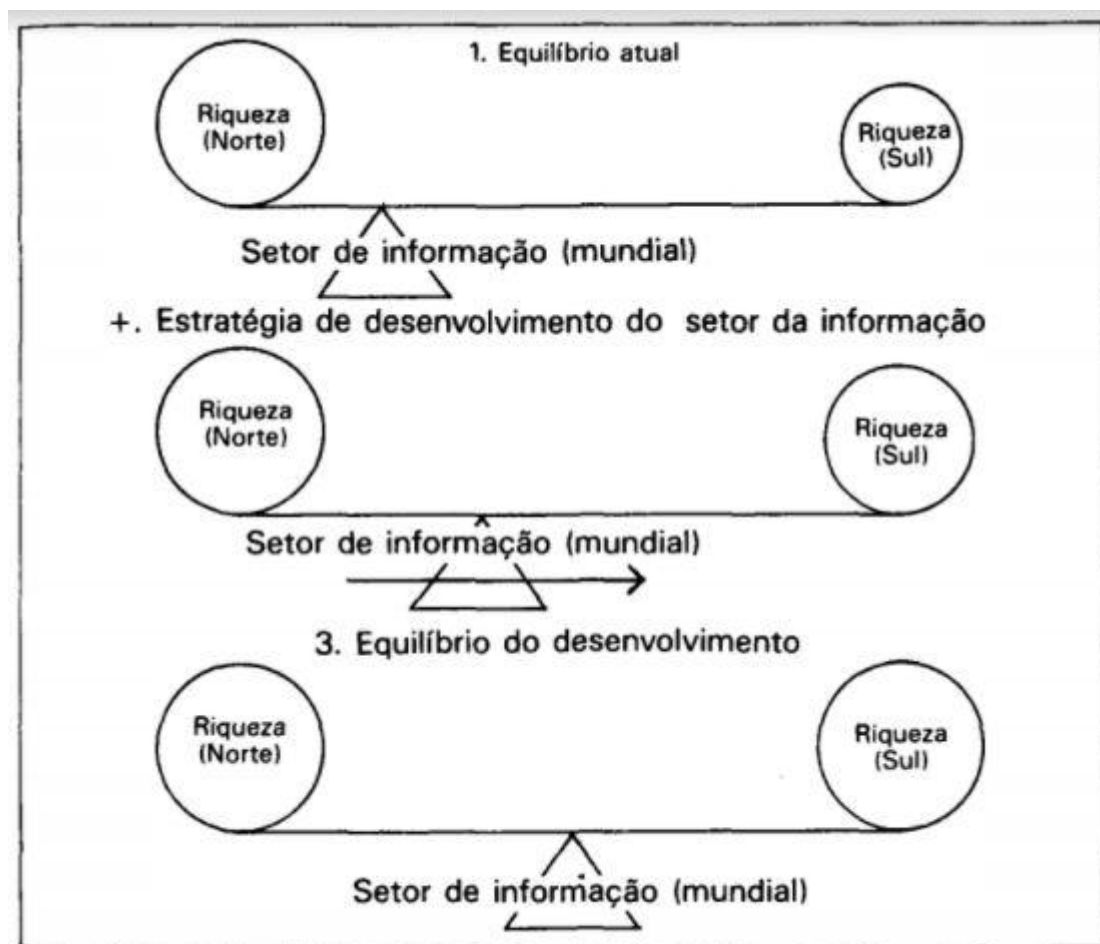 1. Equilíbrio atual
Riqueza
(Norte)
Riqueza
(Sul)
Setor de informação (mundial)
+. Estratégia de desenvolvimento do setor da informação
Riqueza
(Norte)
Riqueza
(Sul)
Setor de informação (mundial)
3. Equilíbrio do desenvolvimento
Riqueza
(Norte)
Riqueza
(Sul)
Setor de informação (mundial)